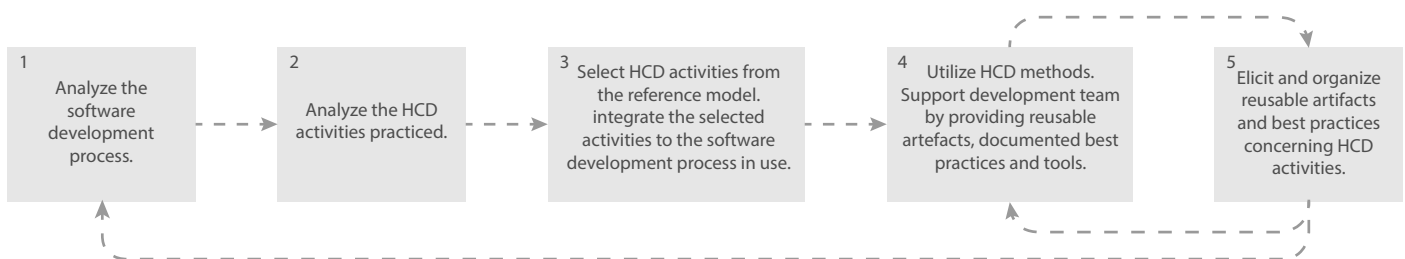 1
Analyze the
software
development
process.
2
Analyze the HCD
activities practiced.
3
Select HCD activities from
the reference model.
integrate the selected
activities to the software
development process in use.
4
Utilize HCD methods.
Support development team
by providing reusable
artefacts, documented best
practices and tools.
5
Elicit and organize
reusable artifacts
and best practices
concerning HCD
activities.